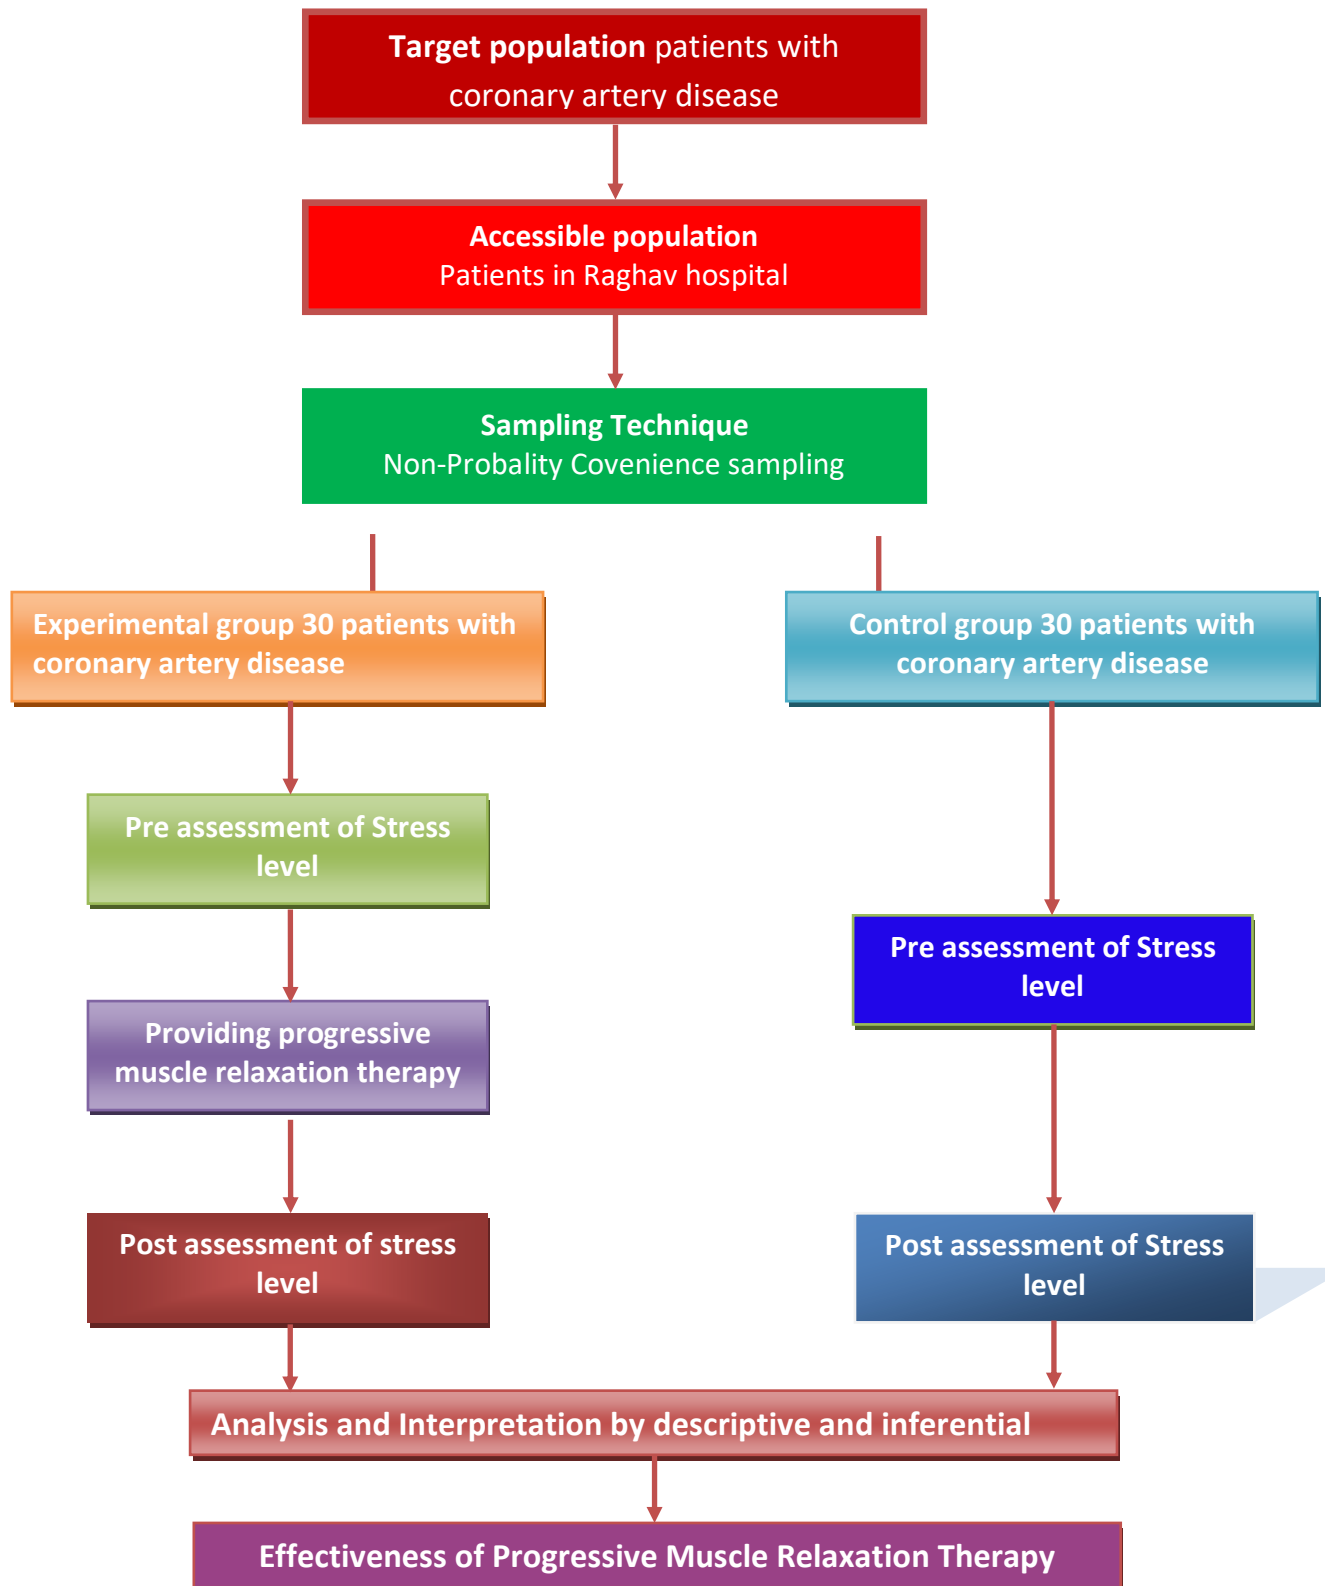 Target population patients with
coronary artery disease
Accessible population
Patients in Raghav hospital
Sampling Technique
Non-Probality Covenience sampling
Experimental group 30 patients with
coronary artery disease
Control group 30 patients with
coronary artery disease
Pre assessment of Stress
level
Pre assessment of Stress
level
Providing progressive
muscle relaxation therapy
Post assessment of stress
level
Post assessment of Stress
level
Analysis and Interpretation by descriptive and inferential
Effectiveness of Progressive Muscle Relaxation Therapy